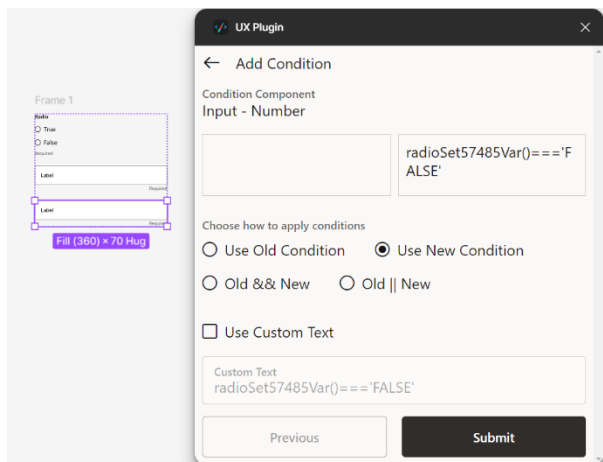 UX Plugin
Add Condition
Frame 1
Radio
True
False
Required
Label
Required
Label
Required
Fill (360) × 70 Hug
Condition Component
Input - Number
radioSet57485Var()==='F
ALSE'
Choose how to apply conditions
Use Old Condition
Use New Condition
Old && New
Old || New
Use Custom Text
Custom Text
radioSet57485Var()==='FALSE'
Previous
Submit